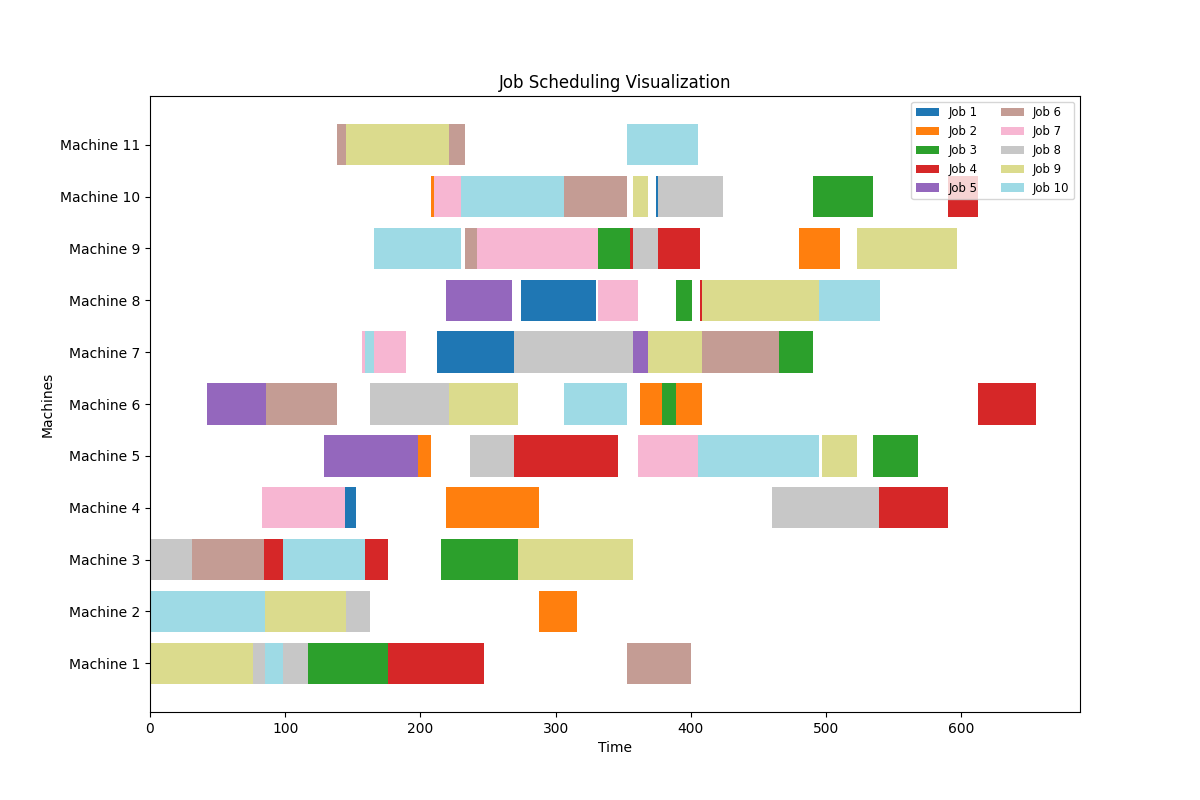 Job Scheduling Visualization
Job 1
Job 2
Job 3
Job 4
Job 5
Job 6
Job 7
Job 8
Job 9
Job 10
Machine 11
Machine 10
Machine 9
Machine 8
Machine 7
Machine 6
Machine 5
Machine 4
Machine 3
Machine 2
Machine 1
Machines
0 100 200 300 400 500 600
Time